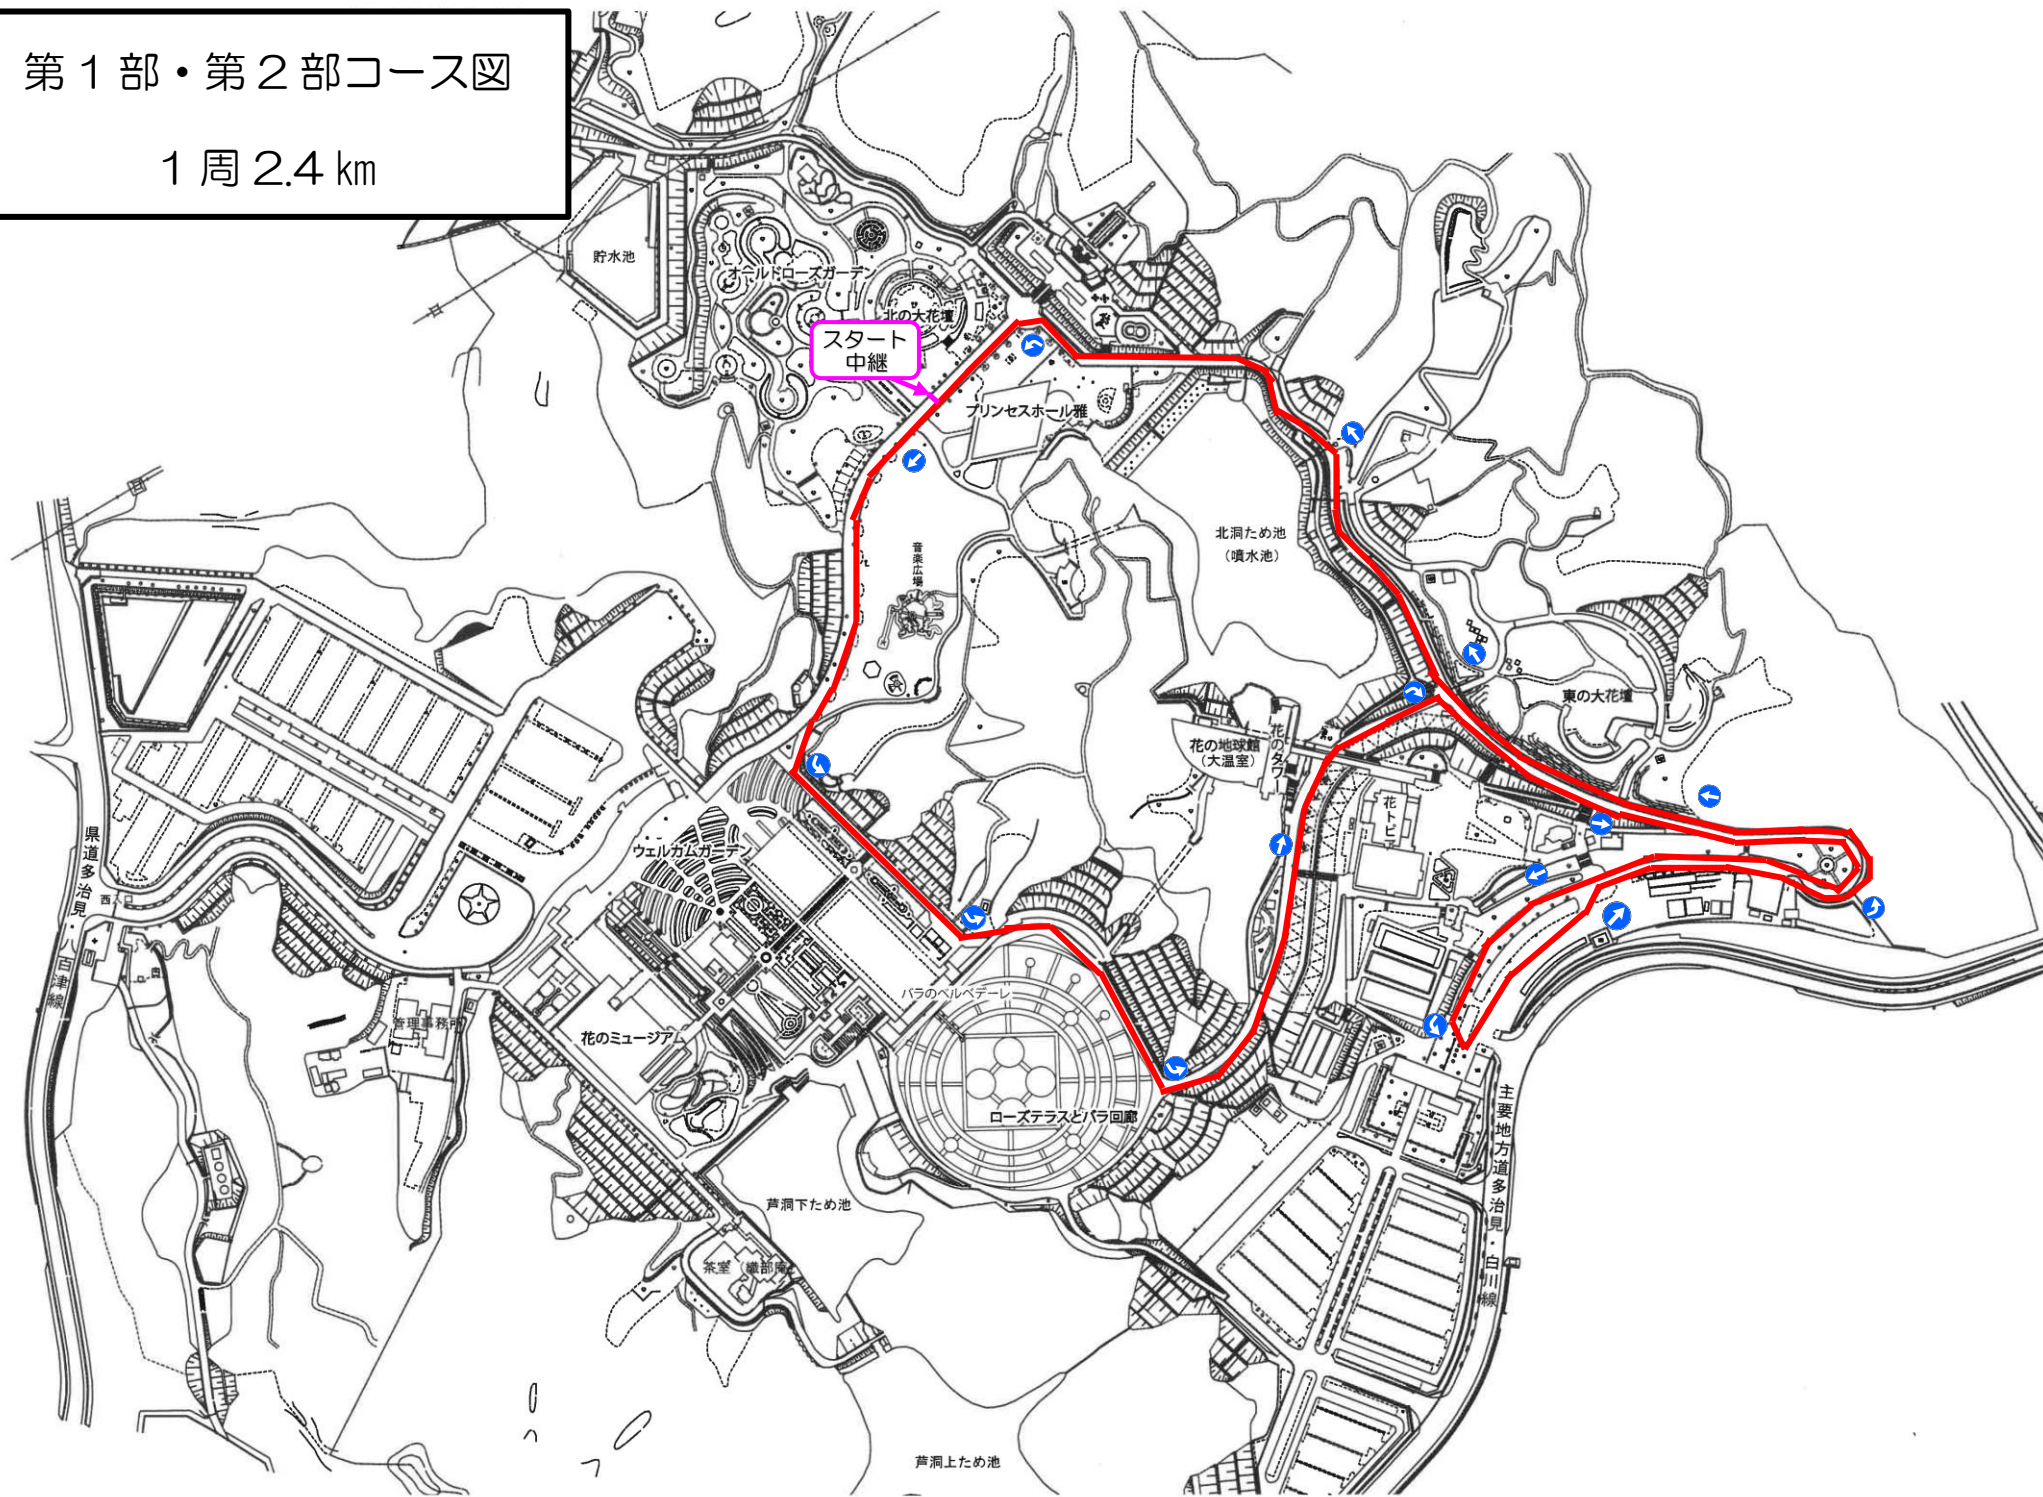 第１部・第２部コース図
１周２.４㎞
貯水池
オールドローズガーデン
北の大花壇
スタート
中継
プリンセスホール雅
北洞ため池
（噴水池）
音楽広場
東の大花壇
花の地球館
（大温室）
花のタワー
花トピア
ウェルカムガーデン
県道多治見・八百津線
西入口
バラのベルベデーレ
管理事務所
花のミュージアム
ローズテラスとバラ回廊
主要地方道多治見・白川線
芦洞下ため池
茶室（織部庵）
芦洞上ため池